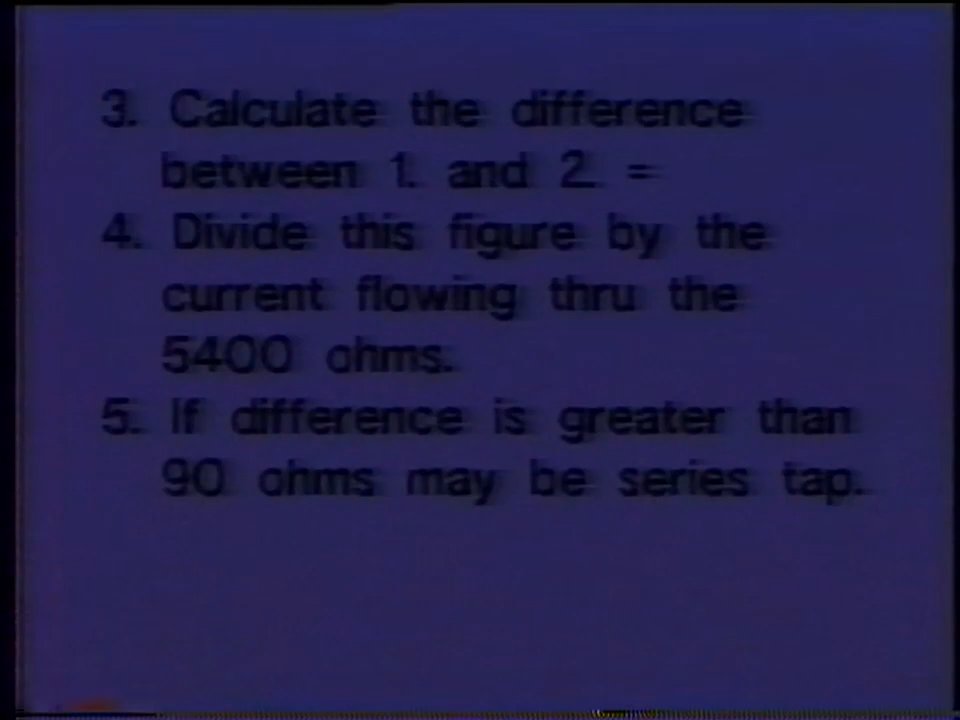 3. Calculate the difference
between 1. and 2. =
4. Divide this figure by the
current flowing thru the
5400 ohms.
5. If difference is greater than
90 ohms may be series tap.